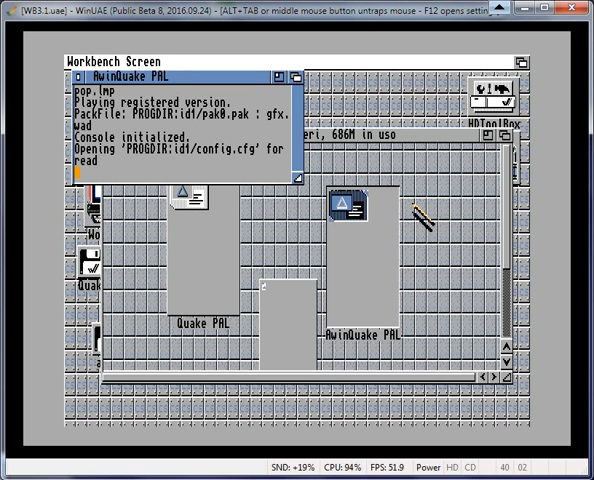 [WB3.1.uae] - WinUAE (Public Beta 8, 2016.09.24) - [ALT+TAB or middle mouse button untraps mouse - F12 opens settin
Workbench Screen
AwinQuake PAL
pop.lmp
Playing registered version.
PackFile: PROGDIR:id1/pak0.pak : gfx.
wad
Console initialized.
Opening 'PROGDIR:id1/config.cfg' for
read
HDToolBox
eri, 686M in uso
Wo
Quak
Quake PAL
AwinQuake PAL
SND: +19% CPU: 94% FPS: 51.9 Power HD CD 40 02